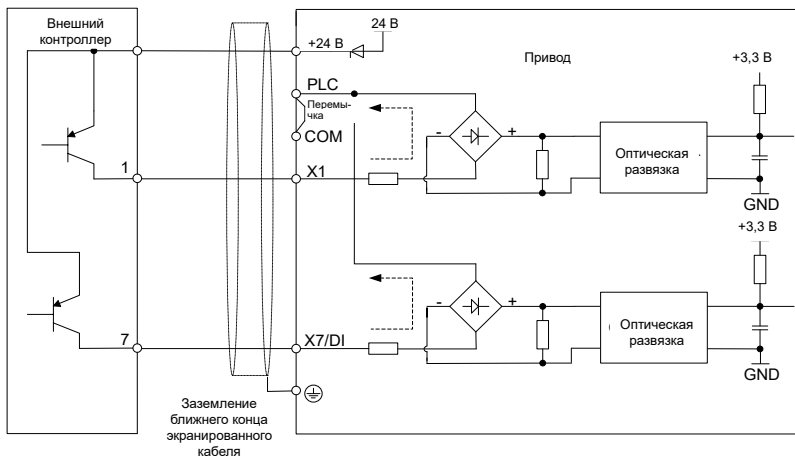 Внешний
контроллер
24 В
+24 В
Привод
+3,3 В
PLC
Перемы-
чка
COM
-
+
Оптическая
развязка
1
X1
GND
+3,3 В
-
+
Оптическая
развязка
7
X7/DI
GND
Заземление
ближнего конца
экранированного
кабеля